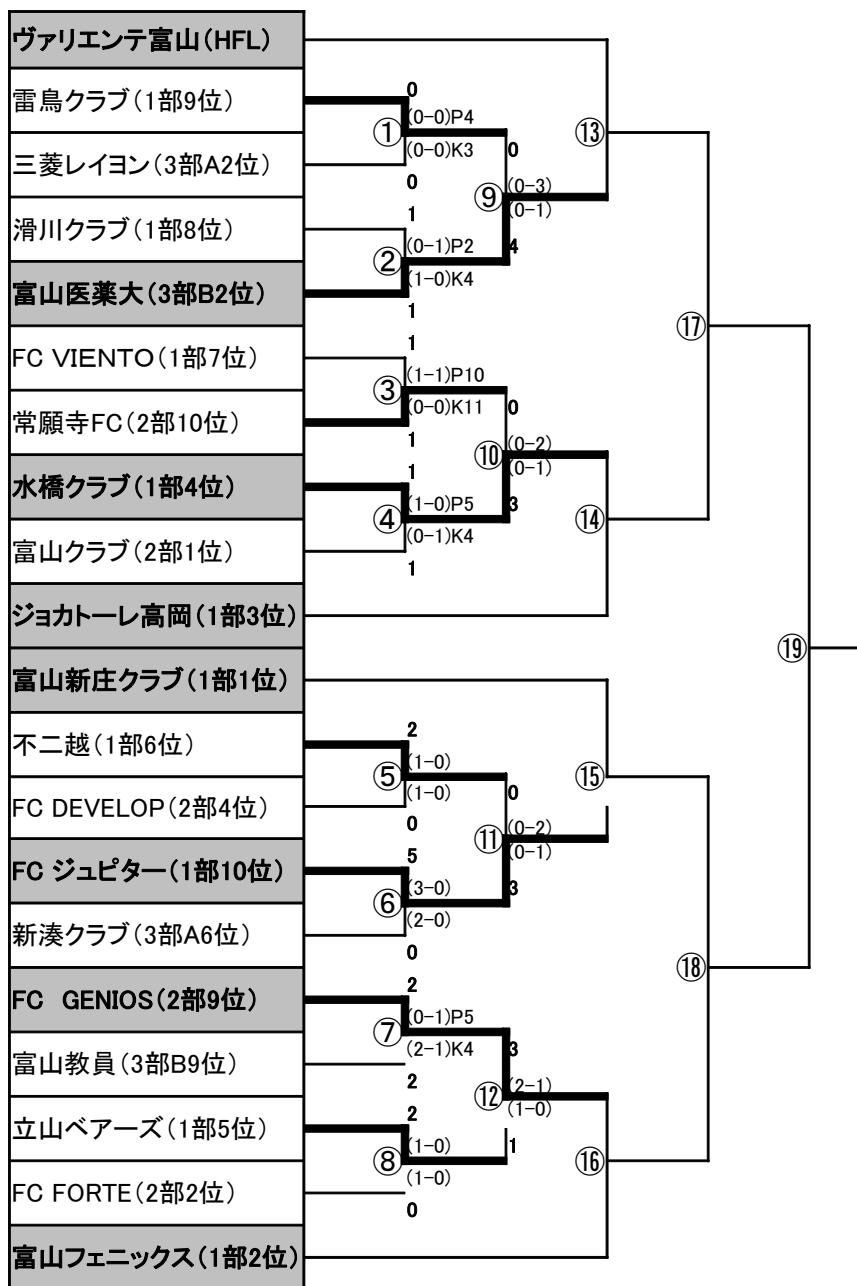 ヴァリエンテ富山(HFL)
雷鳥クラブ(1部9位)
三菱レイヨン(3部A2位)
滑川クラブ(1部8位)
富山医薬大(3部B2位)
FC VIENTO(1部7位)
常願寺FC(2部10位)
水橋クラブ(1部4位)
富山クラブ(2部1位)
ジョカトーレ高岡(1部3位)
富山新庄クラブ(1部1位)
不二越(1部6位)
FC DEVELOP(2部4位)
FC ジュピター(1部10位)
新湊クラブ(3部A6位)
FC GENIOS(2部9位)
富山教員(3部B9位)
立山ベアーズ(1部5位)
FC FORTE(2部2位)
富山フェニックス(1部2位)
0
①
(0-0)P4
(0-0)K3
0
1
②
(0-1)P2
(1-0)K4
1
1
③
(1-1)P10
(0-0)K11
1
1
④
(1-0)P5
(0-1)K4
1
2
⑤
(1-0)
(1-0)
0
5
⑥
(3-0)
(2-0)
0
2
⑦
(0-1)P5
(2-1)K4
2
2
⑧
(1-0)
(1-0)
0
0
⑨
(0-3)
(0-1)
4
0
⑩
(0-2)
(0-1)
3
0
⑪
(0-2)
(0-1)
3
3
⑫
(2-1)
(1-0)
1
⑬
⑭
⑮
⑯
⑰
⑱
⑲